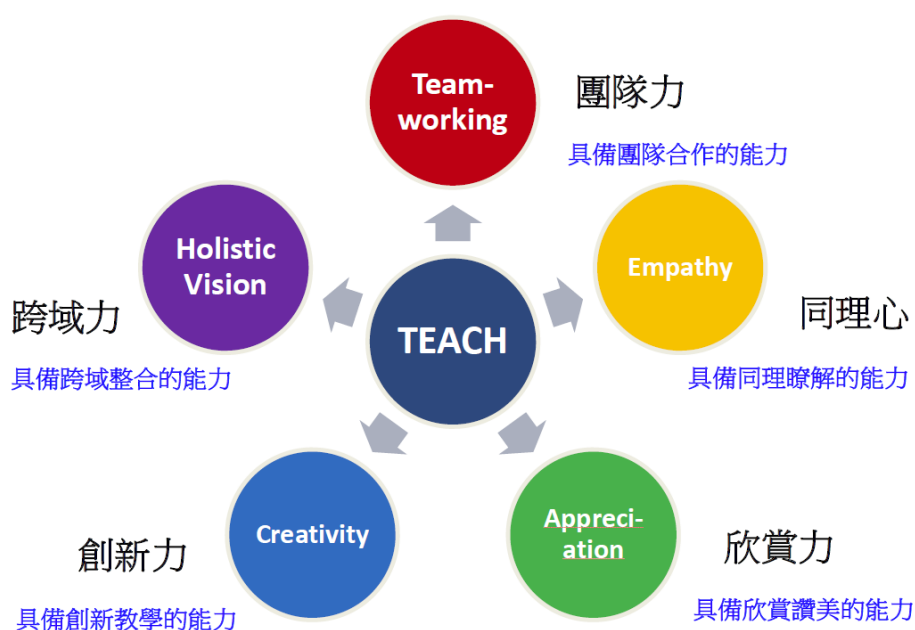 Team-
working
團隊力
具備團隊合作的能力
Holistic
Vision
Empathy
跨域力
具備跨域整合的能力
TEACH
同理心
具備同理瞭解的能力
Creativity
創新力
具備創新教學的能力
Appreci-
ation
欣賞力
具備欣賞讚美的能力